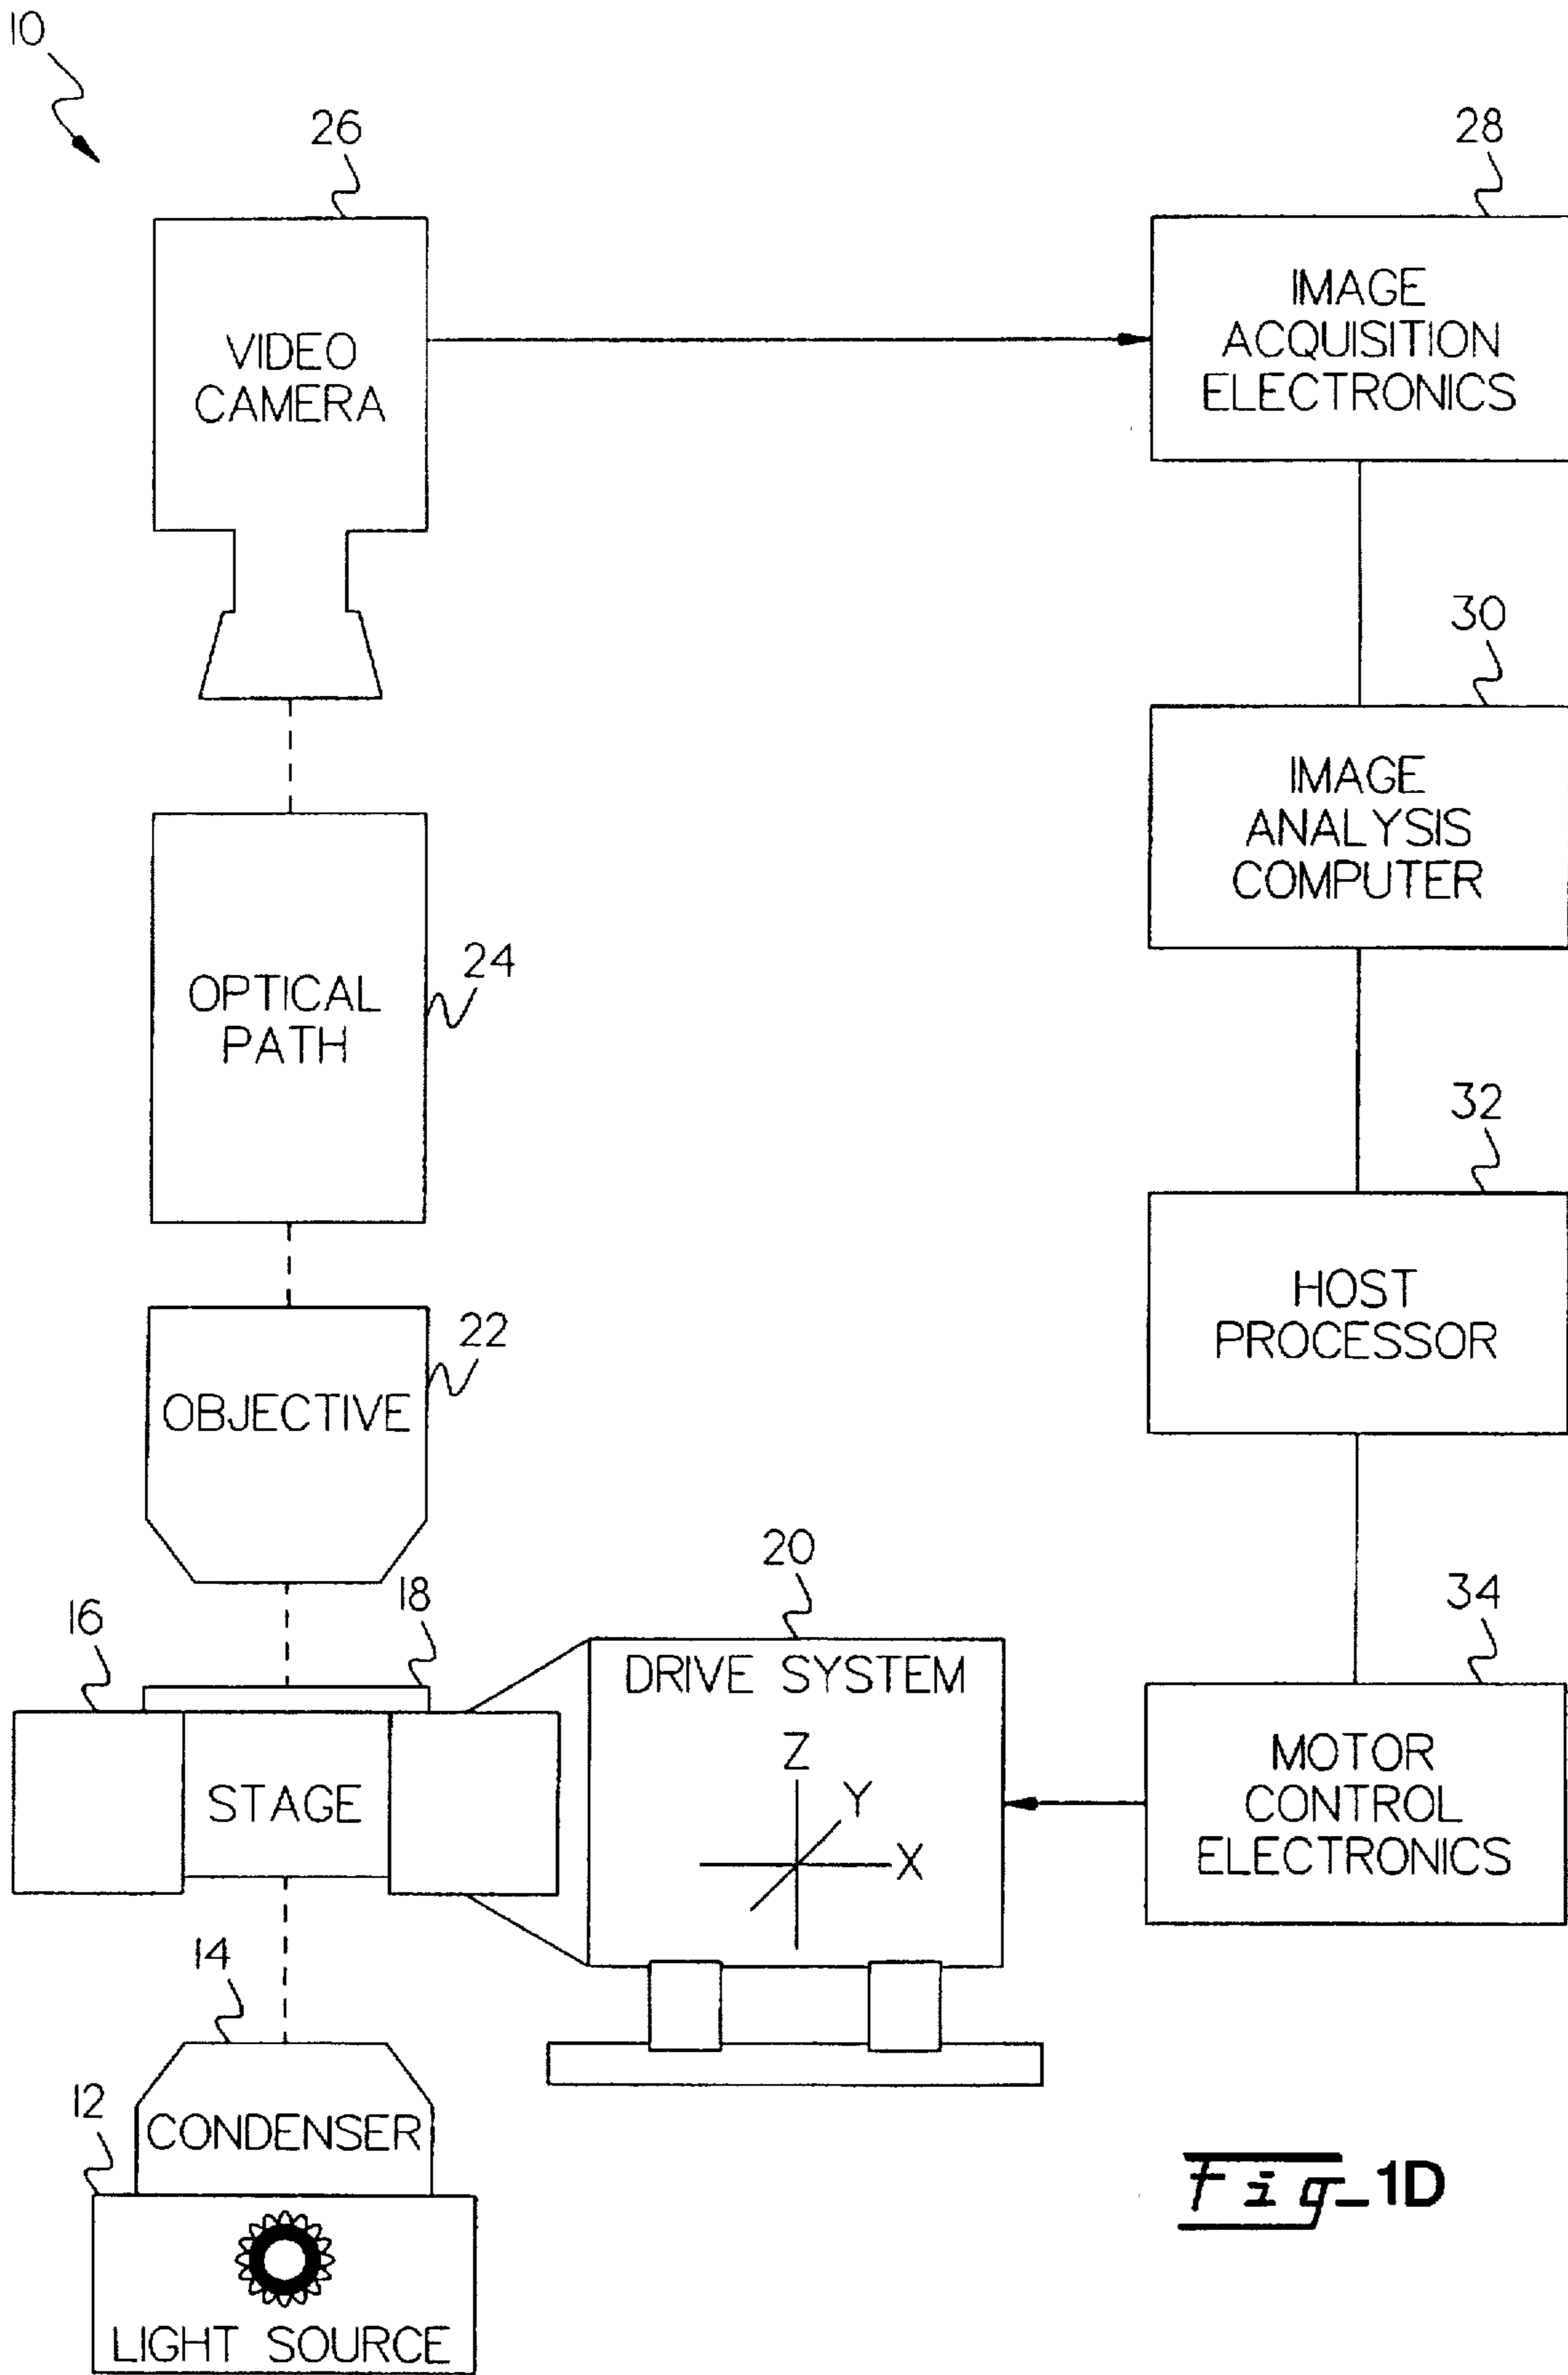 10
26
28
VIDEO
CAMERA
IMAGE
ACQUISITION
ELECTRONICS
30
IMAGE
ANALYSIS
COMPUTER
24
OPTICAL
PATH
32
HOST
PROCESSOR
22
OBJECTIVE
20
34
16
18
DRIVE SYSTEM
Z
Y
X
STAGE
MOTOR
CONTROL
ELECTRONICS
14
12
CONDENSER
LIGHT SOURCE
Fig_1D